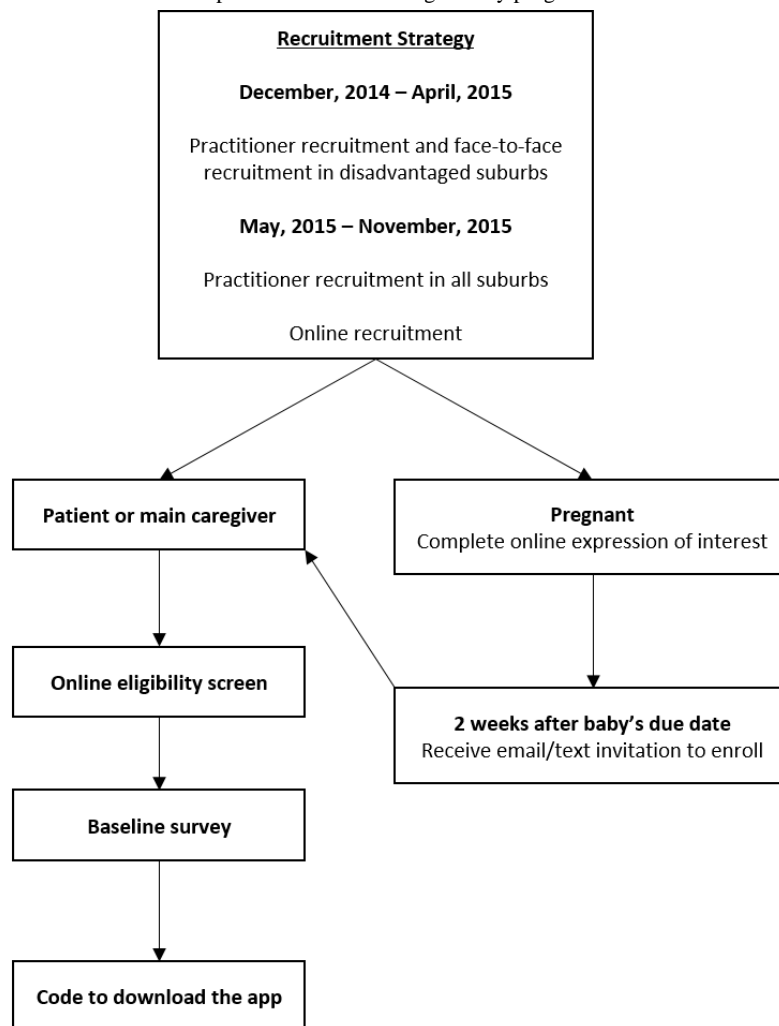 Recruitment Strategy
December, 2014 – April, 2015
Practitioner recruitment and face-to-face
recruitment in disadvantaged suburbs
May, 2015 – November, 2015
Practitioner recruitment in all suburbs
Online recruitment
Patient or main caregiver
Pregnant
Complete online expression of interest
Online eligibility screen
2 weeks after baby’s due date
Receive email/text invitation to enroll
Baseline survey
Code to download the app